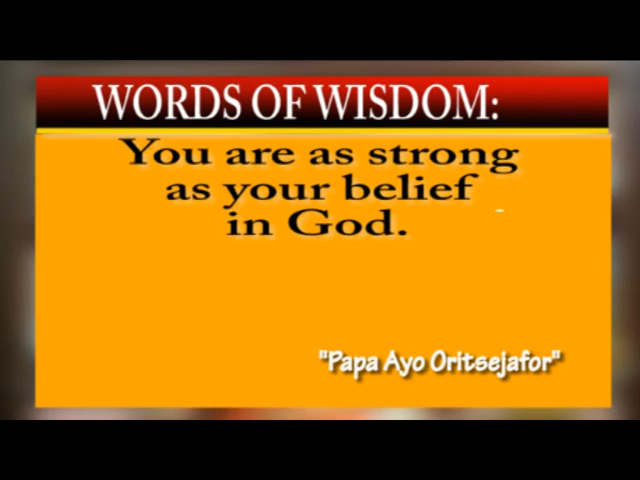 WORDS OF WISDOM:
You are as strong
as your belief
in God.
"Papa Ayo Oritsejafor"